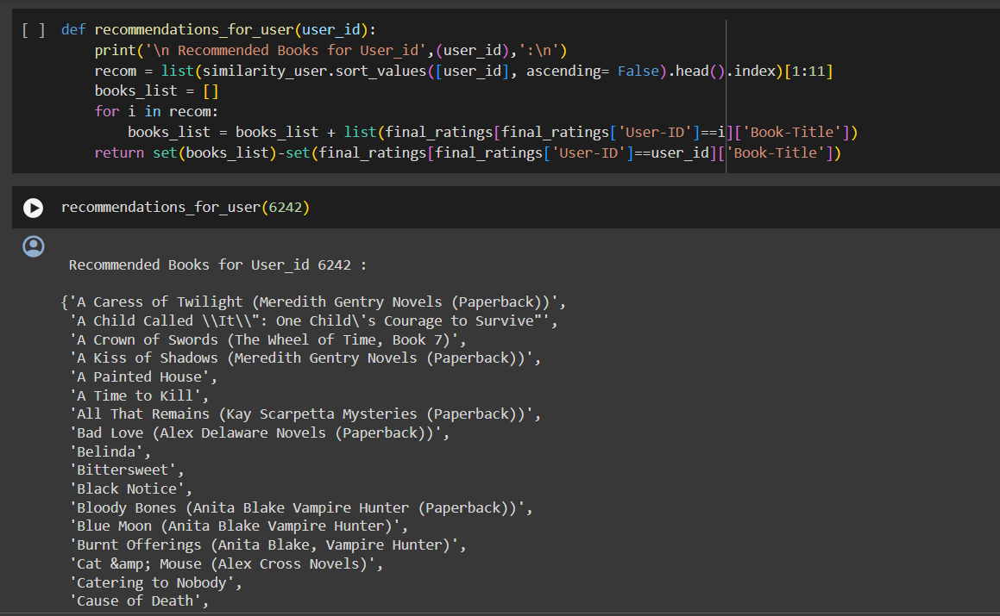 [ ] def recommendations_for_user(user_id):
print('\n Recommended Books for User_id',(user_id),':\n')
recom = list(similarity_user.sort_values([user_id], ascending= False).head().index)[1:11]
books_list = []
for i in recom:
books_list = books_list + list(final_ratings[final_ratings['User-ID']==i]['Book-Title'])
return set(books_list)-set(final_ratings[final_ratings['User-ID']==user_id]['Book-Title'])
recommendations_for_user(6242)
Recommended Books for User_id 6242 :
{'A Caress of Twilight (Meredith Gentry Novels (Paperback))',
'A Child Called \\It\\": One Child\'s Courage to Survive"',
'A Crown of Swords (The Wheel of Time, Book 7)',
'A Kiss of Shadows (Meredith Gentry Novels (Paperback))',
'A Painted House',
'A Time to Kill',
'All That Remains (Kay Scarpetta Mysteries (Paperback))',
'Bad Love (Alex Delaware Novels (Paperback))',
'Belinda',
'Bittersweet',
'Black Notice',
'Bloody Bones (Anita Blake Vampire Hunter (Paperback))',
'Blue Moon (Anita Blake Vampire Hunter)',
'Burnt Offerings (Anita Blake, Vampire Hunter)',
'Cat &amp; Mouse (Alex Cross Novels)',
'Catering to Nobody',
'Cause of Death',